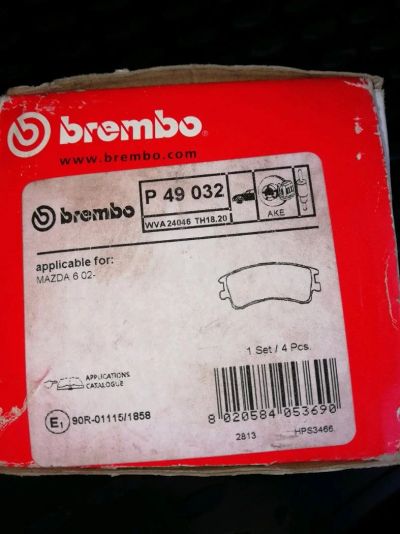 brembo®
www.brembo.com
brembo
P 49 032
WVA 24046 TH18.20
AKE
applicable for:
MAZDA 6 02-
1 Set / 4 Pcs.
APPLICATIONS
CATALOGUE
E1 90R-01115/1858
8 020584 053690
2813 HPS3466